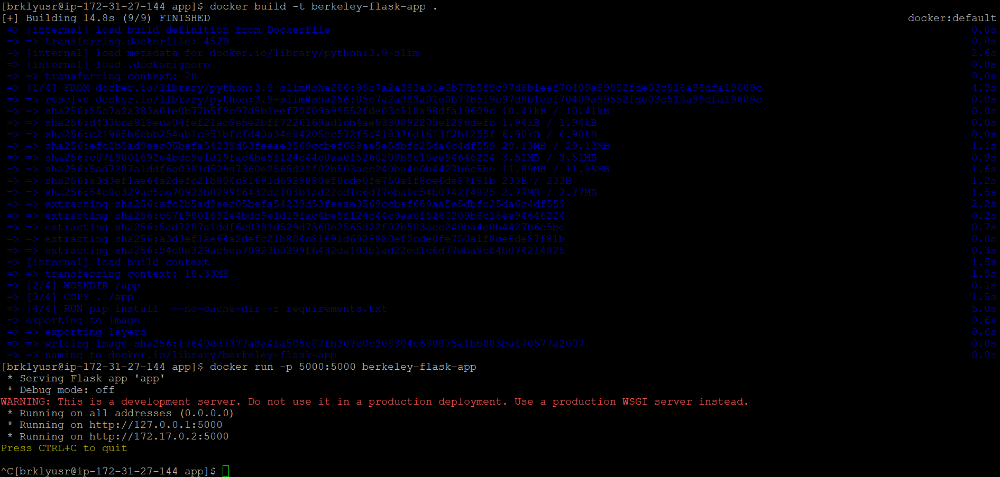 [brklyusr@ip-172-31-27-144 app]$ docker build -t berkeley-flask-app .
[+] Building 14.8s (9/9) FINISHED docker:default
=> [internal] load build definition from Dockerfile 0.0s
=> => transferring dockerfile: 452B 0.0s
=> [internal] load metadata for docker.io/library/python:3.9-slim 2.6s
=> [internal] load .dockerignore 0.0s
=> => transferring context: 2B 0.0s
=> [1/4] FROM docker.io/library/python:3.9-slim@sha256:85c7a2a383a01e0b77b5f9c97d8b1eef70409a99552fde03c518a98dfa19609c 4.9s
=> => resolve docker.io/library/python:3.9-slim@sha256:85c7a2a383a01e0b77b5f9c97d8b1eef70409a99552fde03c518a98dfa19609c 0.0s
=> => sha256:85c7a2a383a01e0b77b5f9c97d8b1eef70409a99552fde03c518a98dfa19609c 10.41kB / 10.41kB 0.0s
=> => sha256:d433bca818eca04fef21ac9e5e2bff7226169ad1cb4ae5380892205e1286defc 1.94kB / 1.94kB 0.0s
=> => sha256:c21985b6cbb254ab1c851bfcfd40a34e84205ec572f5a418376d1613f2b1255f 6.90kB / 6.90kB 0.0s
=> => sha256:efc2b5ad9eec05befa54239d53feeae3569ccbef689aa5e5dbfc25da6c4df559 29.13MB / 29.13MB 1.1s
=> => sha256:c87f9801692e4bdc9e1d19fac4be5f124c44c8aa0f5260209b8c18ee94646224 3.51MB / 3.51MB 0.9s
=> => sha256:5ad7287a1ddf6c0381d529d7360e2565d22f02b503acc240ba4e0b4427b6c5be 11.89MB / 11.89MB 1.6s
=> => sha256:a3d3ef1ae64a2defc21b804c81691d6928880ef0cde0fe750a1f8ce6de87f81b 233B / 233B 1.2s
=> => sha256:54c8e329ac5ee70923b0299f6432daf03b1ad22ed1c6d77eba8c54b0742f4825 2.77MB / 2.77MB 1.5s
=> => extracting sha256:efc2b5ad9eec05befa54239d53feeae3569ccbef689aa5e5dbfc25da6c4df559 2.2s
=> => extracting sha256:c87f9801692e4bdc9e1d19fac4be5f124c44c8aa0f5260209b8c18ee94646224 0.2s
=> => extracting sha256:5ad7287a1ddf6c0381d529d7360e2565d22f02b503acc240ba4e0b4427b6c5be 0.7s
=> => extracting sha256:a3d3ef1ae64a2defc21b804c81691d6928880ef0cde0fe750a1f8ce6de87f81b 0.0s
=> => extracting sha256:54c8e329ac5ee70923b0299f6432daf03b1ad22ed1c6d77eba8c54b0742f4825 0.3s
=> [internal] load build context 1.5s
=> => transferring context: 18.33MB 1.5s
=> [2/4] WORKDIR /app 0.1s
=> [3/4] COPY . /app 1.5s
=> [4/4] RUN pip install  --no-cache-dir -r requirements.txt 5.0s
=> exporting to image 0.6s
=> => exporting layers 0.6s
=> => writing image sha256:f7640dd7377a8a4fa505e87fb307c0c308304c680875a1bb883baf70577a2007 0.0s
=> => naming to docker.io/library/berkeley-flask-app 0.0s
[brklyusr@ip-172-31-27-144 app]$ docker run -p 5000:5000 berkeley-flask-app
* Serving Flask app 'app'
* Debug mode: off
WARNING: This is a development server. Do not use it in a production deployment. Use a production WSGI server instead.
* Running on all addresses (0.0.0.0)
* Running on http://127.0.0.1:5000
* Running on http://172.17.0.2:5000
Press CTRL+C to quit
^C[brklyusr@ip-172-31-27-144 app]$